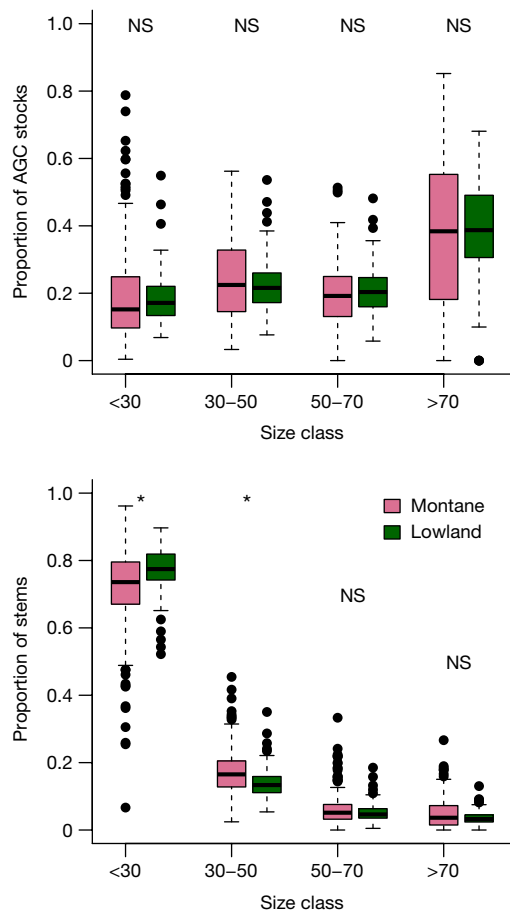 NS NS NS NS
1.0
0.8
0.6
0.4
0.2
0
Proportion of AGC stocks
<30 30–50 50–70 >70
Size class
* *
NS
NS
Montane
Lowland
1.0
0.8
0.6
0.4
0.2
0
Proportion of stems
<30 30–50 50–70 >70
Size class